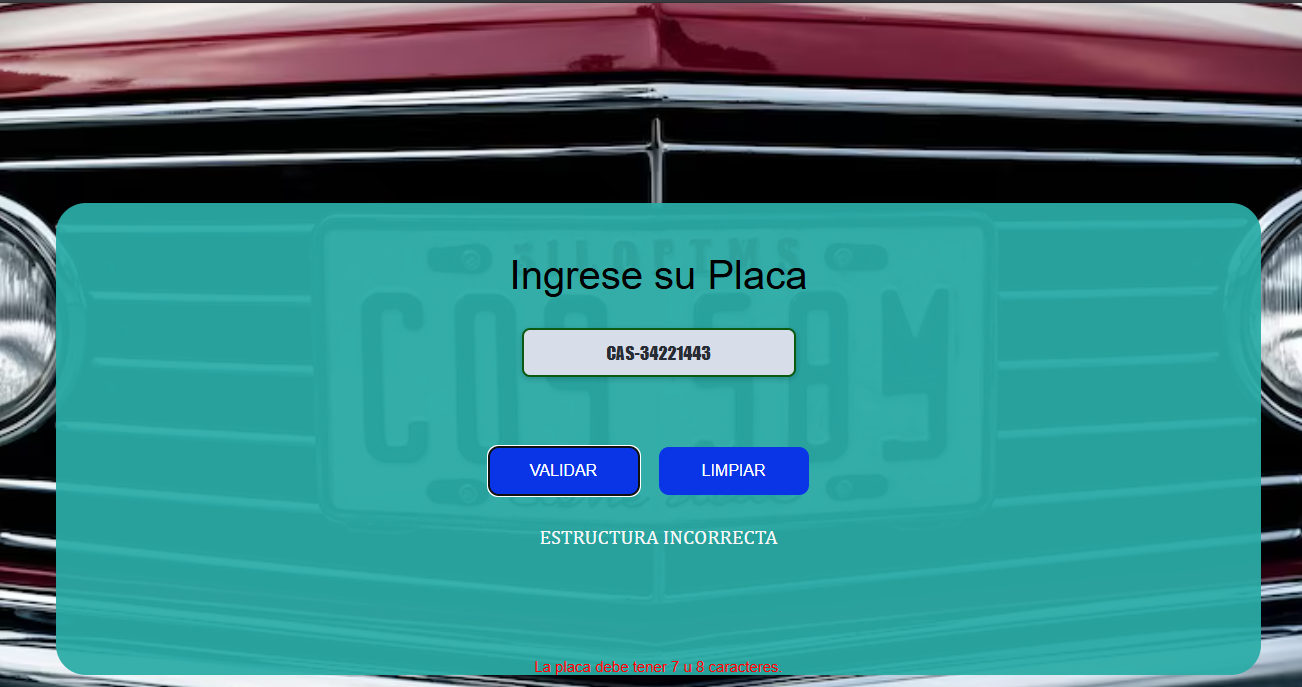 Ingrese su Placa
CAS-34221443
VALIDAR LIMPIAR
ESTRUCTURA INCORRECTA
La placa debe tener 7 u 8 caracteres.